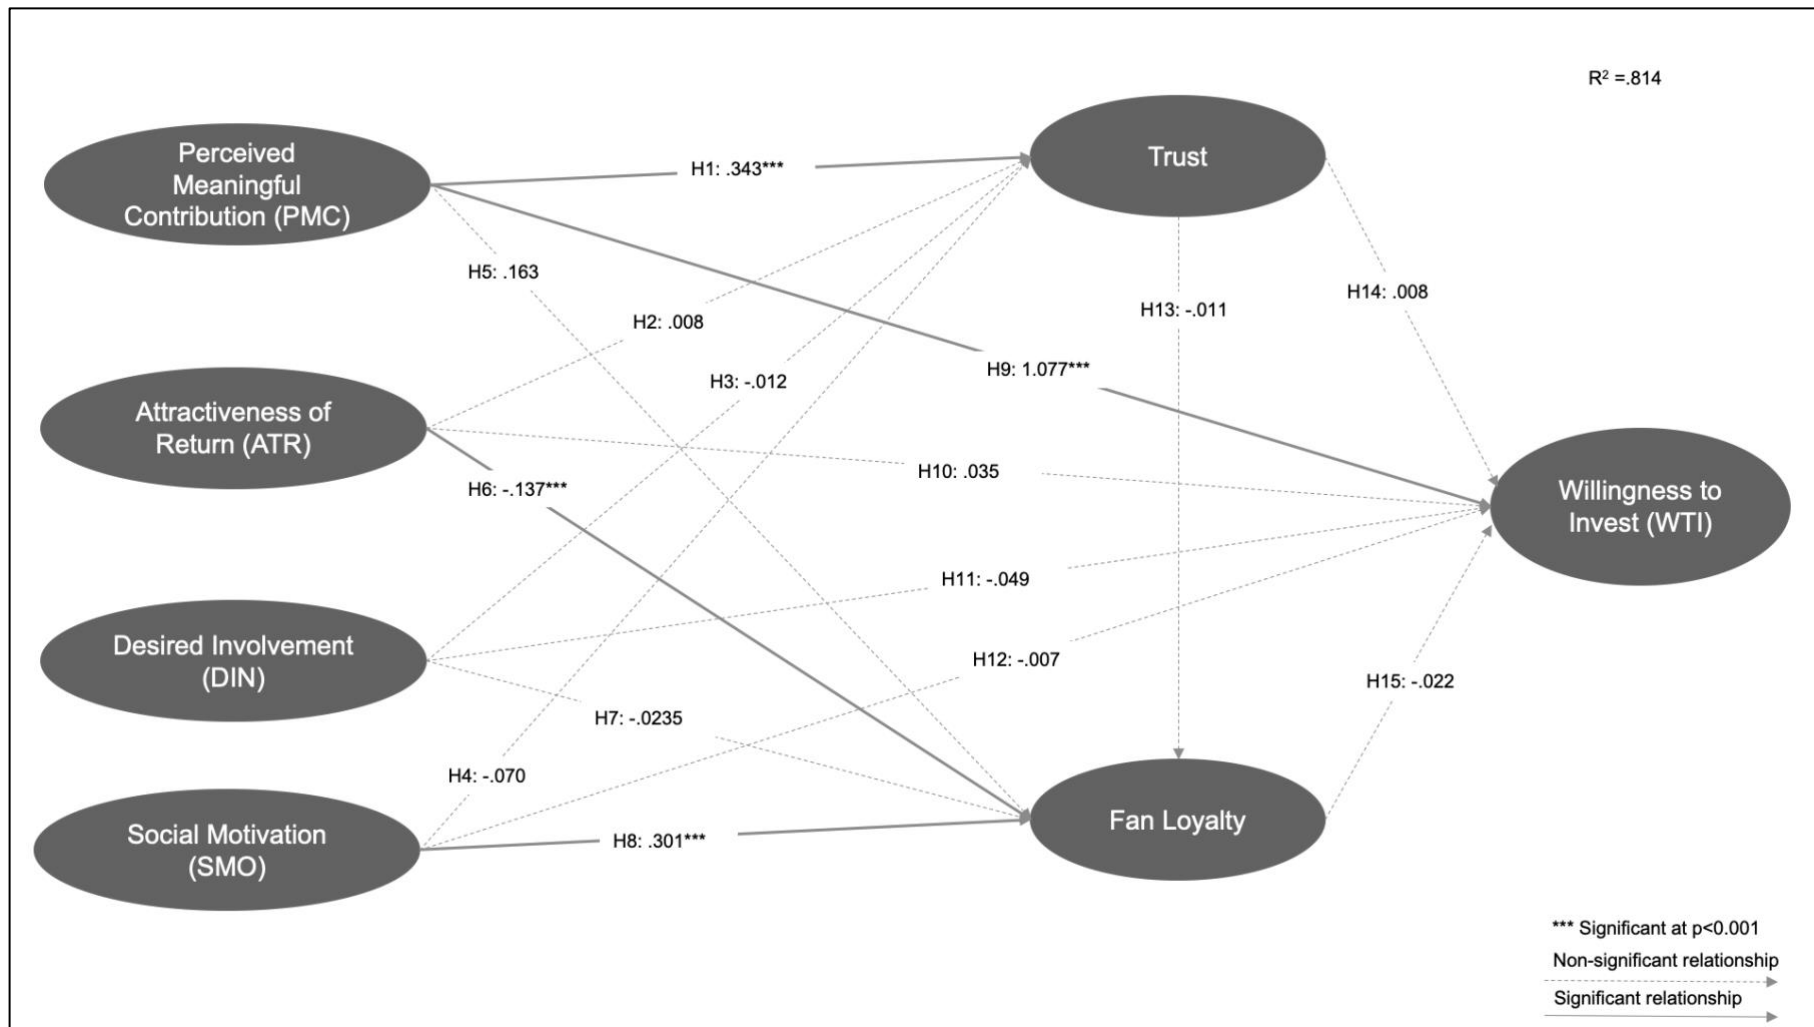 R² =.814
Perceived
Meaningful
Contribution (PMC)
Trust
H1: .343***
H5: .163
H14: .008
H13: -.011
H2: .008
H3: -.012
H9: 1.077***
Attractiveness of
Return (ATR)
H10: .035
H6: -.137***
Willingness to
Invest (WTI)
H11: -.049
Desired Involvement
(DIN)
H12: -.007
H15: -.022
H7: -.0235
H4: -.070
Fan Loyalty
Social Motivation
(SMO)
H8: .301***
*** Significant at p<0.001
Non-significant relationship
Significant relationship